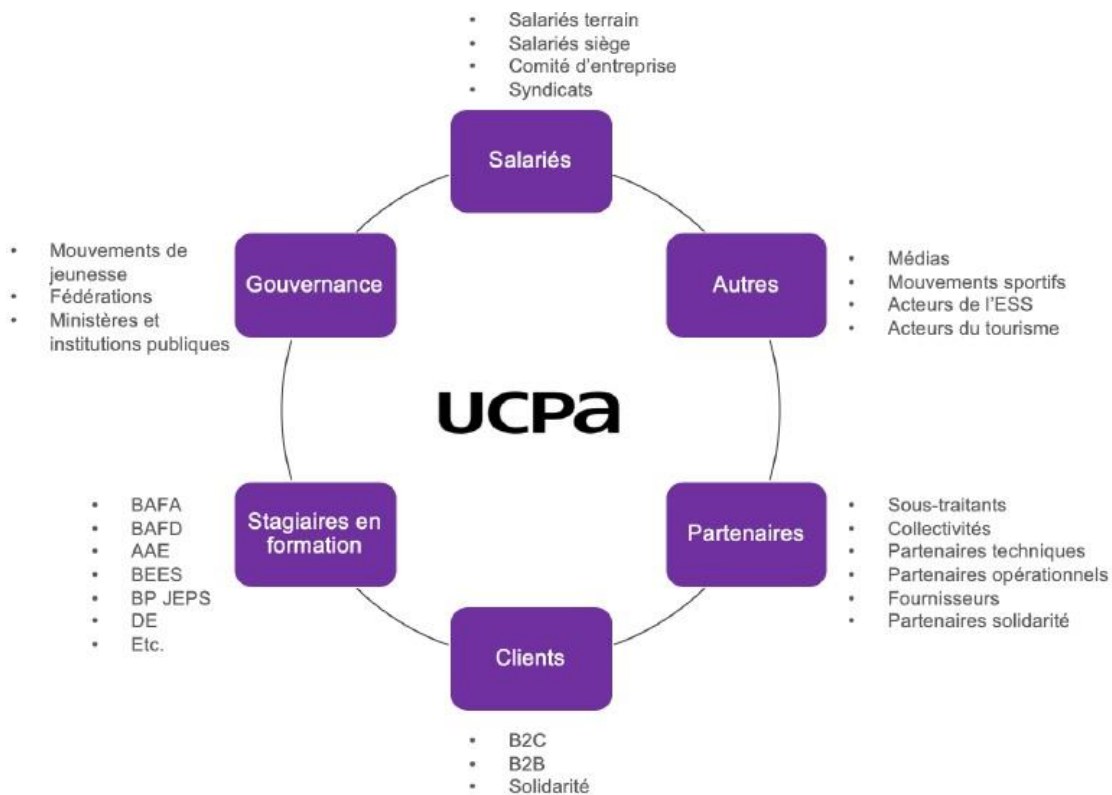 • Salariés terrain
• Salariés siège
• Comité d'entreprise
• Syndicats
Salariés
• Mouvements de
jeunesse
• Fédérations
• Ministères et
institutions publiques
Gouvernance
Autres
• Médias
• Mouvements sportifs
• Acteurs de l'ESS
• Acteurs du tourisme
UCPa
• BAFA
• BAFD
• AAE
• BEES
• BP JEPS
• DE
• Etc.
Stagiaires en
formation
Partenaires
• Sous-traitants
• Collectivités
• Partenaires techniques
• Partenaires opérationnels
• Fournisseurs
• Partenaires solidarité
Clients
• B2C
• B2B
• Solidarité